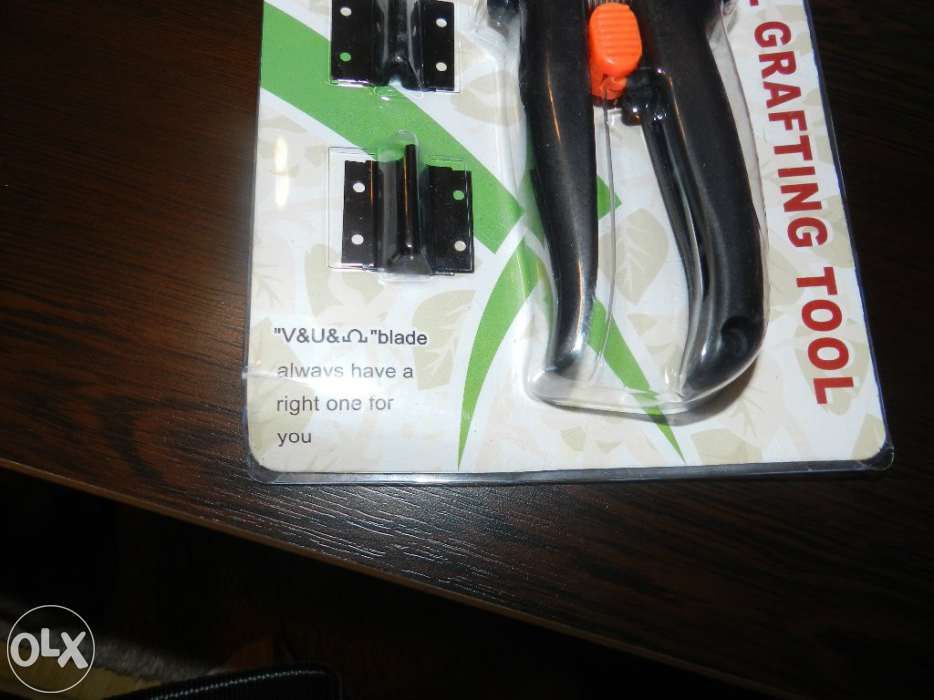 GRAFTING TOOL
"V&U&Ω"blade
always have a
right one for
you
OLX